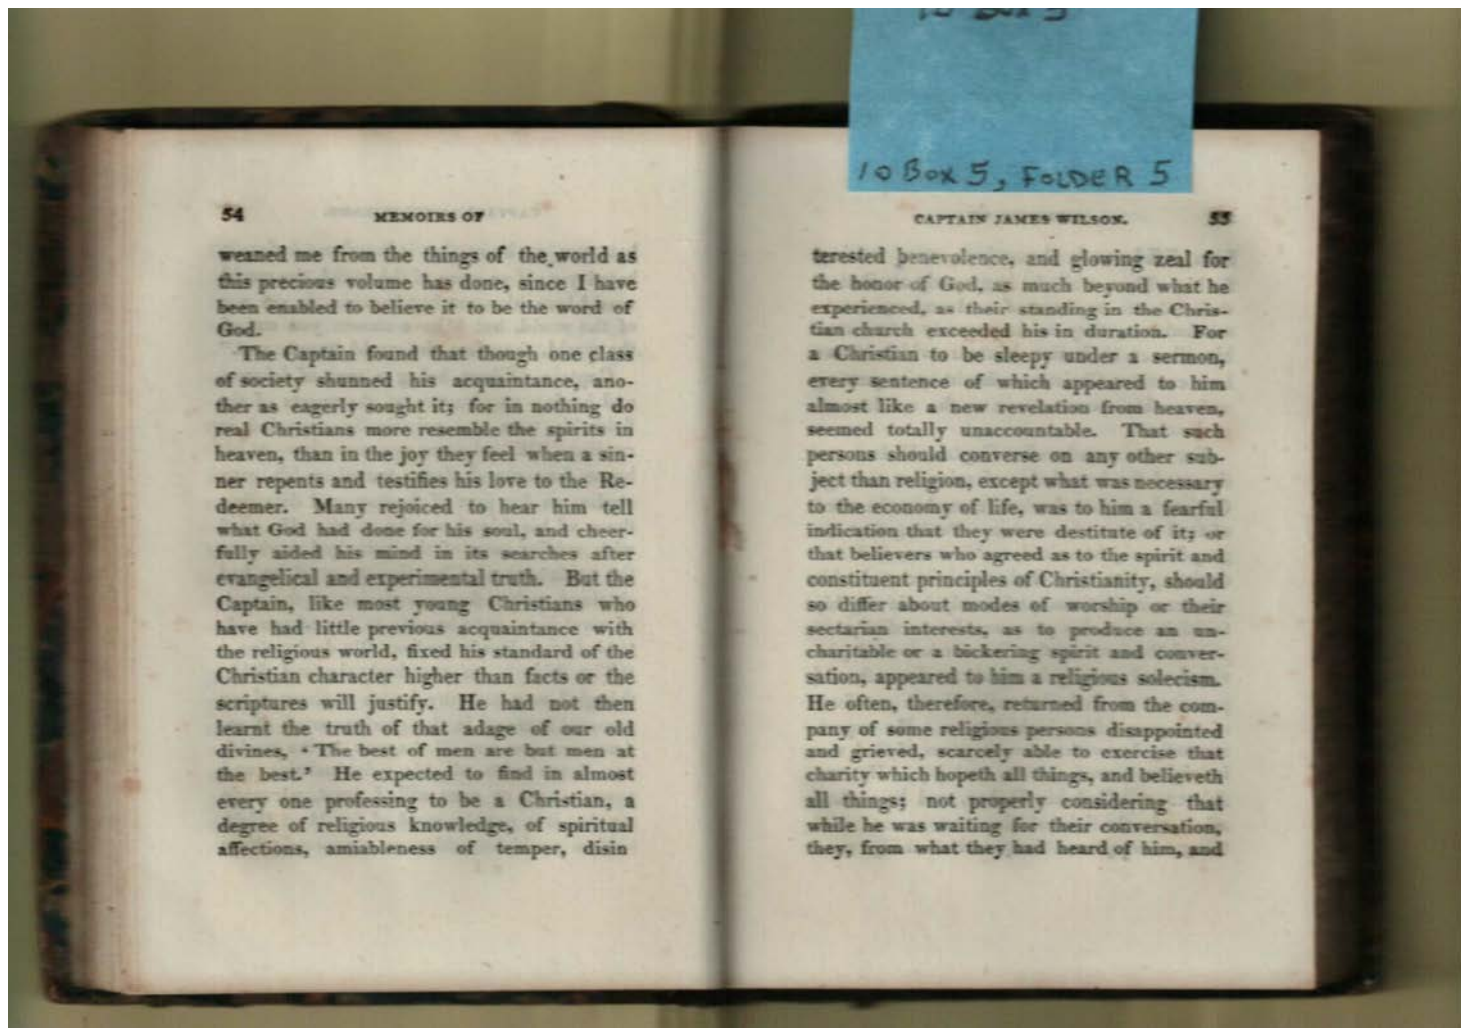 10 Box 5
10 Box 5, FOLDER 5
54 MEMOIRS OF
weaned me from the things of the world as
this precious volume has done, since I have
been enabled to believe it to be the word of
God.
The Captain found that though one class
of society shunned his acquaintance, ano-
ther as eagerly sought it; for in nothing do
real Christians more resemble the spirits in
heaven, than in the joy they feel when a sin-
ner repents and testifies his love to the Re-
deemer. Many rejoiced to hear him tell
what God had done for his soul, and cheer-
fully aided his mind in its searches after
evangelical and experimental truth. But the
Captain, like most young Christians who
have had little previous acquaintance with
the religious world, fixed his standard of the
Christian character higher than facts or the
scriptures will justify. He had not then
learnt the truth of that adage of our old
divines, ‘The best of men are but men at
the best.’ He expected to find in almost
every one professing to be a Christian, a
degree of religious knowledge, of spiritual
affections, amiableness of temper, disin
CAPTAIN JAMES WILSON. 55
terested benevolence, and glowing zeal for
the honor of God, as much beyond what he
experienced, as their standing in the Chris-
tian church exceeded his in duration. For
a Christian to be sleepy under a sermon,
every sentence of which appeared to him
almost like a new revelation from heaven,
seemed totally unaccountable. That such
persons should converse on any other sub-
ject than religion, except what was necessary
to the economy of life, was to him a fearful
indication that they were destitute of it; or
that believers who agreed as to the spirit and
constituent principles of Christianity, should
so differ about modes of worship or their
sectarian interests, as to produce an un-
charitable or a bickering spirit and conver-
sation, appeared to him a religious solecism.
He often, therefore, returned from the com-
pany of some religious persons disappointed
and grieved, scarcely able to exercise that
charity which hopeth all things, and believeth
all things; not properly considering that
while he was waiting for their conversation,
they, from what they had heard of him, and